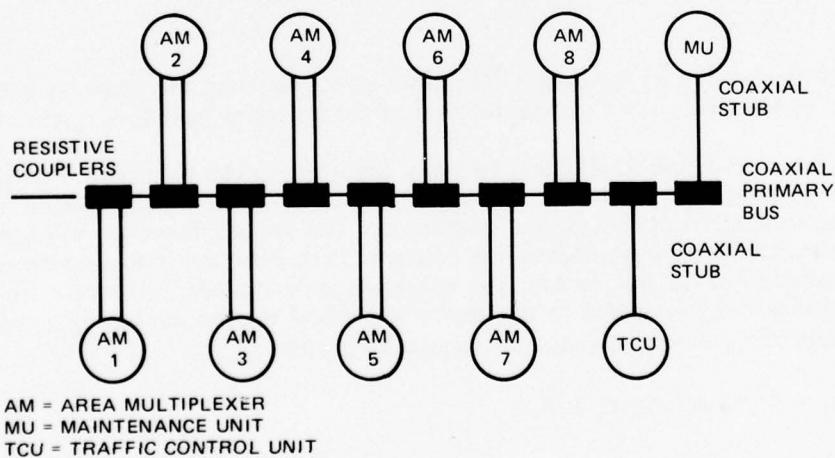 AM
2
AM
4
AM
6
AM
8
MU
COAXIAL
STUB
RESISTIVE
COUPLERS
COAXIAL
PRIMARY
BUS
COAXIAL
STUB
AM
1
AM
3
AM
5
AM
7
TCU
AM = AREA MULTIPLEXER
MU = MAINTENANCE UNIT
TCU = TRAFFIC CONTROL UNIT